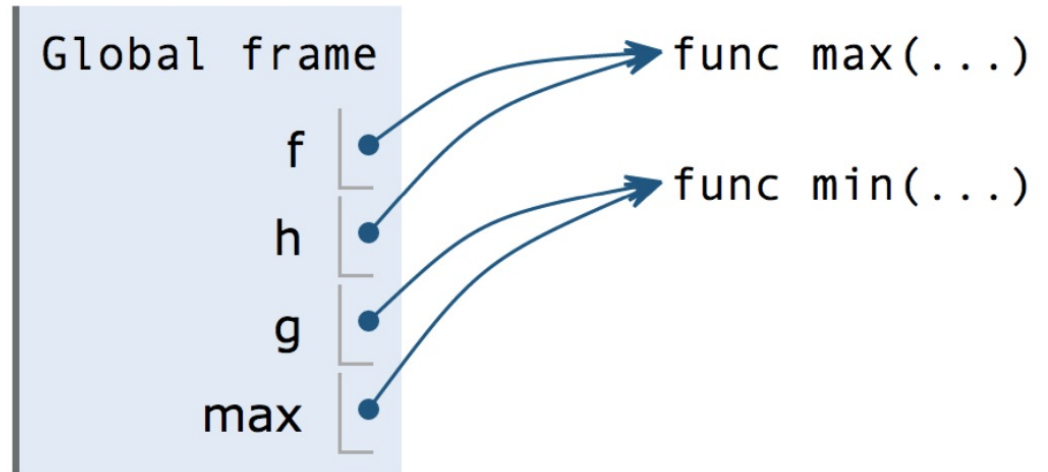 Global frame
func max(...)
f
func min(...)
h
g
max